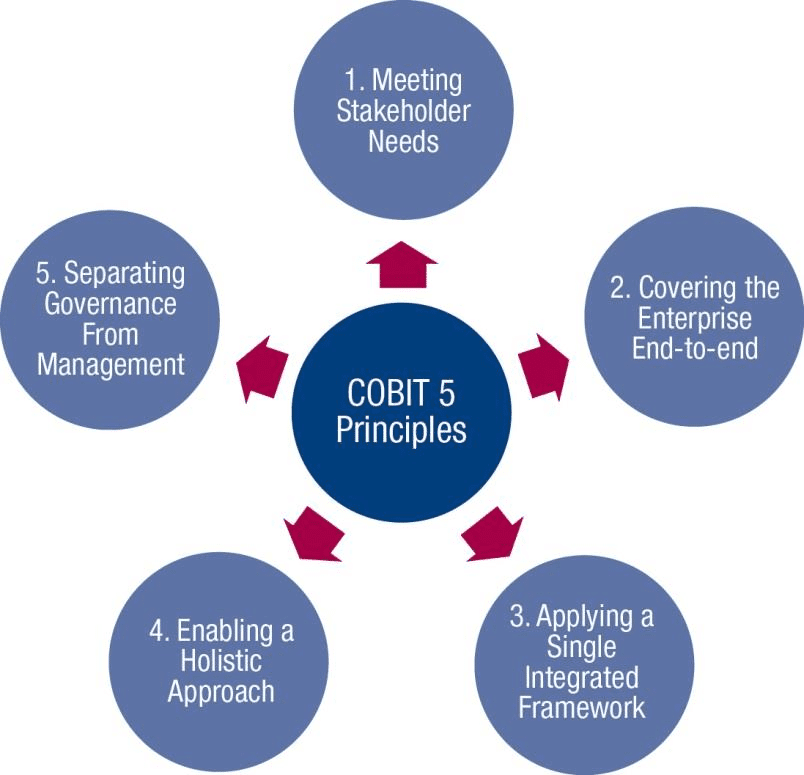 1. Meeting
Stakeholder
Needs
2. Covering the
Enterprise
End-to-end
3. Applying a
Single
Integrated
Framework
4. Enabling a
Holistic
Approach
5. Separating
Governance
From
Management
COBIT 5
Principles